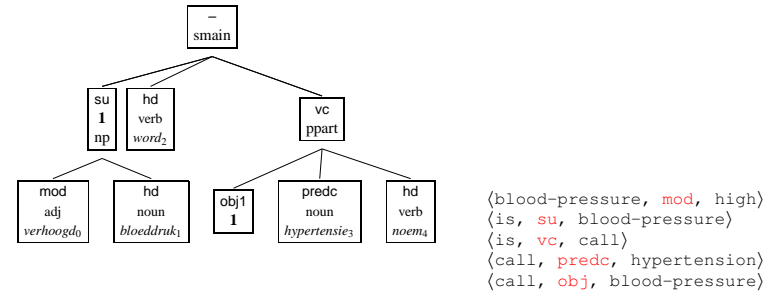 –
smain
su
1
np
hd
verb
word2
vc
ppart
mod
adj
verhoogd0
hd
noun
bloeddruk1
obj1
1
predc
noun
hypertensie3
hd
verb
noem4
⟨blood-pressure, mod, high⟩
⟨is, su, blood-pressure⟩
⟨is, vc, call⟩
⟨call, predc, hypertension⟩
⟨call, obj, blood-pressure⟩